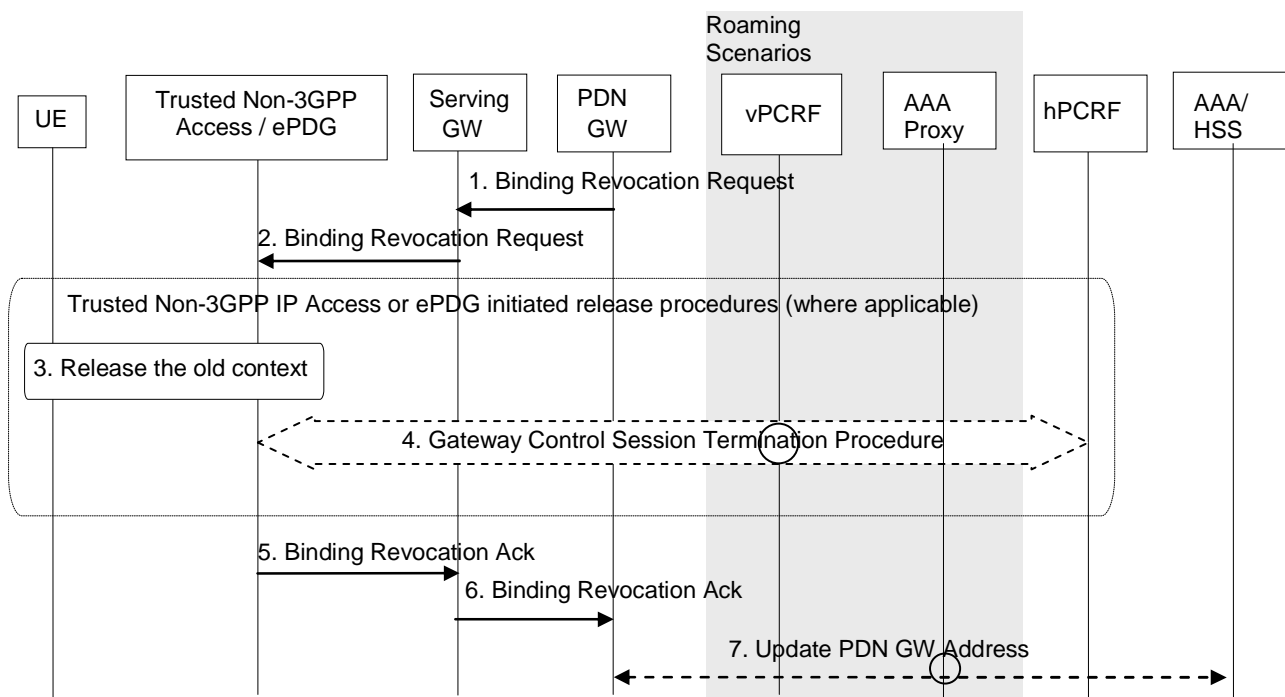 Roaming
Scenarios
UE
Trusted Non-3GPP
Access / ePDG
Serving
GW
PDN
GW
vPCRF
AAA
Proxy
hPCRF
AAA/
HSS
1. Binding Revocation Request
2. Binding Revocation Request
Trusted Non-3GPP IP Access or ePDG initiated release procedures (where applicable)
3. Release the old context
4. Gateway Control Session Termination Procedure
5. Binding Revocation Ack
6. Binding Revocation Ack
7. Update PDN GW Address